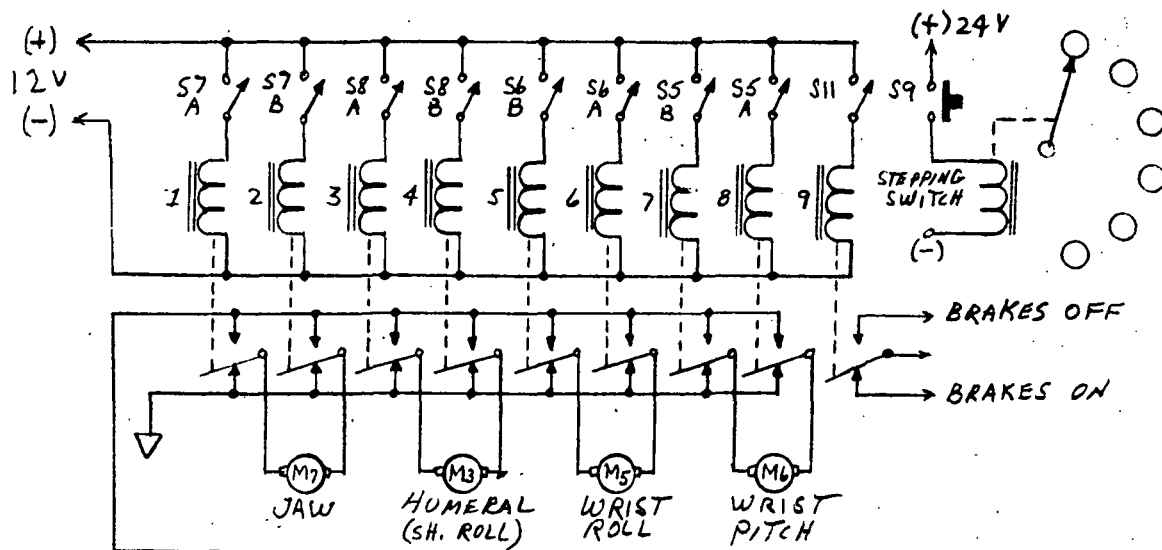 (+)
12V
(-)
S7 A
S7 B
S8 A
S8 B
S6 B
S6 A
S5 B
S5 A
S11
S9
(+) 24V
1
2
3
4
5
6
7
8
9
STEPPING
SWITCH
(-)
BRAKES OFF
BRAKES ON
M7
JAW
M3
HUMERAL
(SH. ROLL)
M5
WRIST
ROLL
M6
WRIST
PITCH